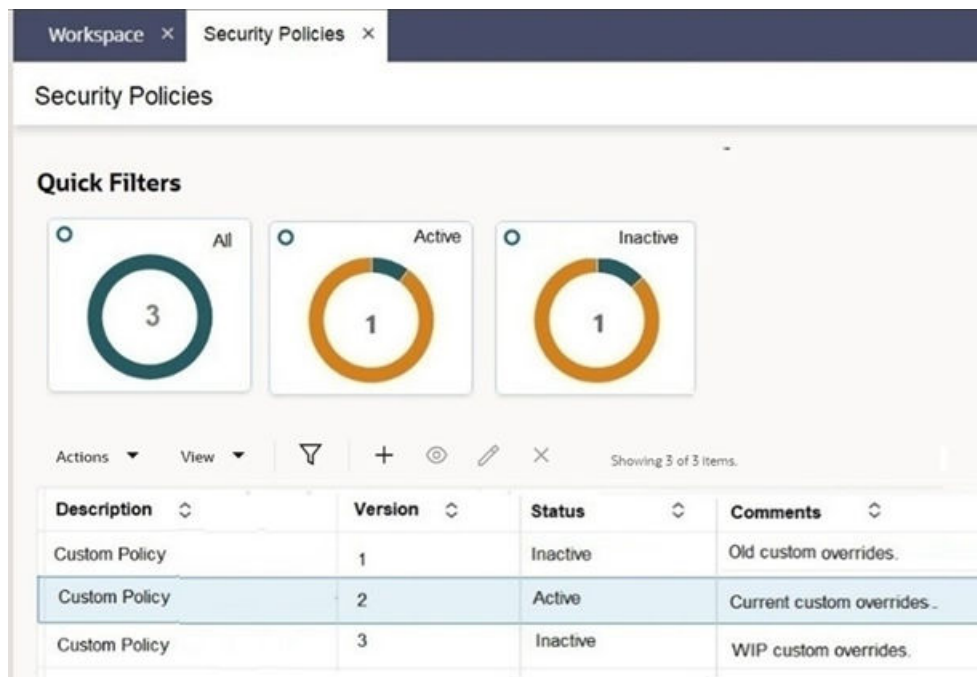 Workspace × Security Policies ×
Security Policies
Quick Filters
All Active Inactive
3 1 1
Actions View Showing 3 of 3 items.
Description Version Status Comments
Custom Policy 1 Inactive Old custom overrides.
Custom Policy 2 Active Current custom overrides.
Custom Policy 3 Inactive WIP custom overrides.